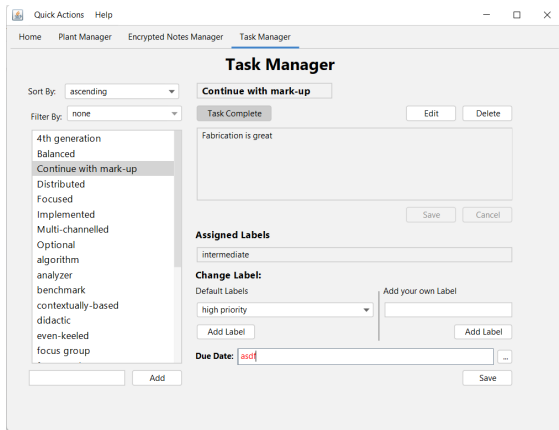 Quick Actions Help
Home Plant Manager Encrypted Notes Manager Task Manager
Task Manager
Sort By: ascending
Filter By: none
4th generation
Balanced
Continue with mark-up
Distributed
Focused
Implemented
Multi-channelled
Optional
algorithm
analyzer
benchmark
contextually-based
didactic
even-keeled
focus group
Add
Continue with mark-up
Task Complete Edit Delete
Fabrication is great
Save Cancel
Assigned Labels
intermediate
Change Label:
Default Labels Add your own Label
high priority
Add Label Add Label
Due Date: asdf ...
Save